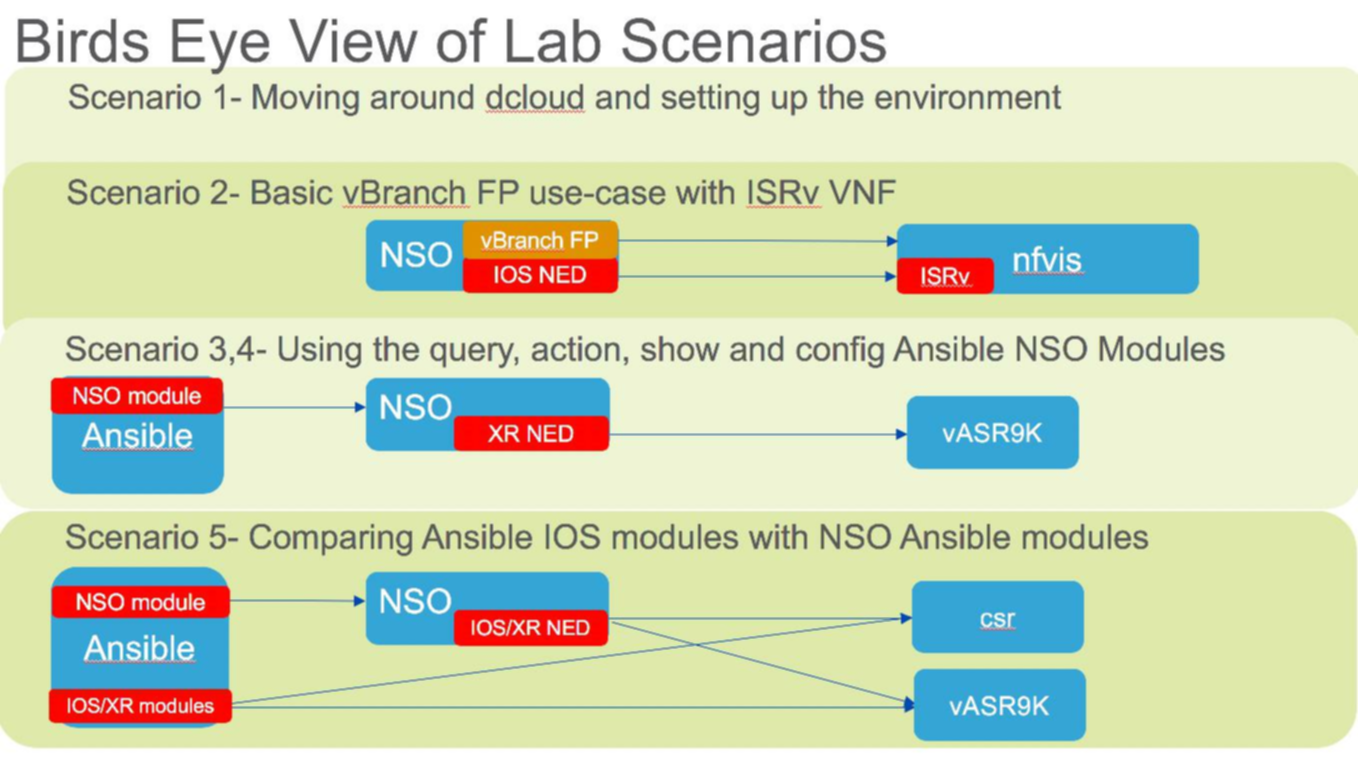 Birds Eye View of Lab Scenarios
Scenario 1- Moving around dcloud and setting up the environment
Scenario 2- Basic vBranch FP use-case with ISRv VNF
NSO
vBranch FP
IOS NED
ISRv
nfvis
Scenario 3,4- Using the query, action, show and config Ansible NSO Modules
NSO module
Ansible
NSO
XR NED
vASR9K
Scenario 5- Comparing Ansible IOS modules with NSO Ansible modules
NSO module
Ansible
IOS/XR modules
NSO
IOS/XR NED
csr
vASR9K